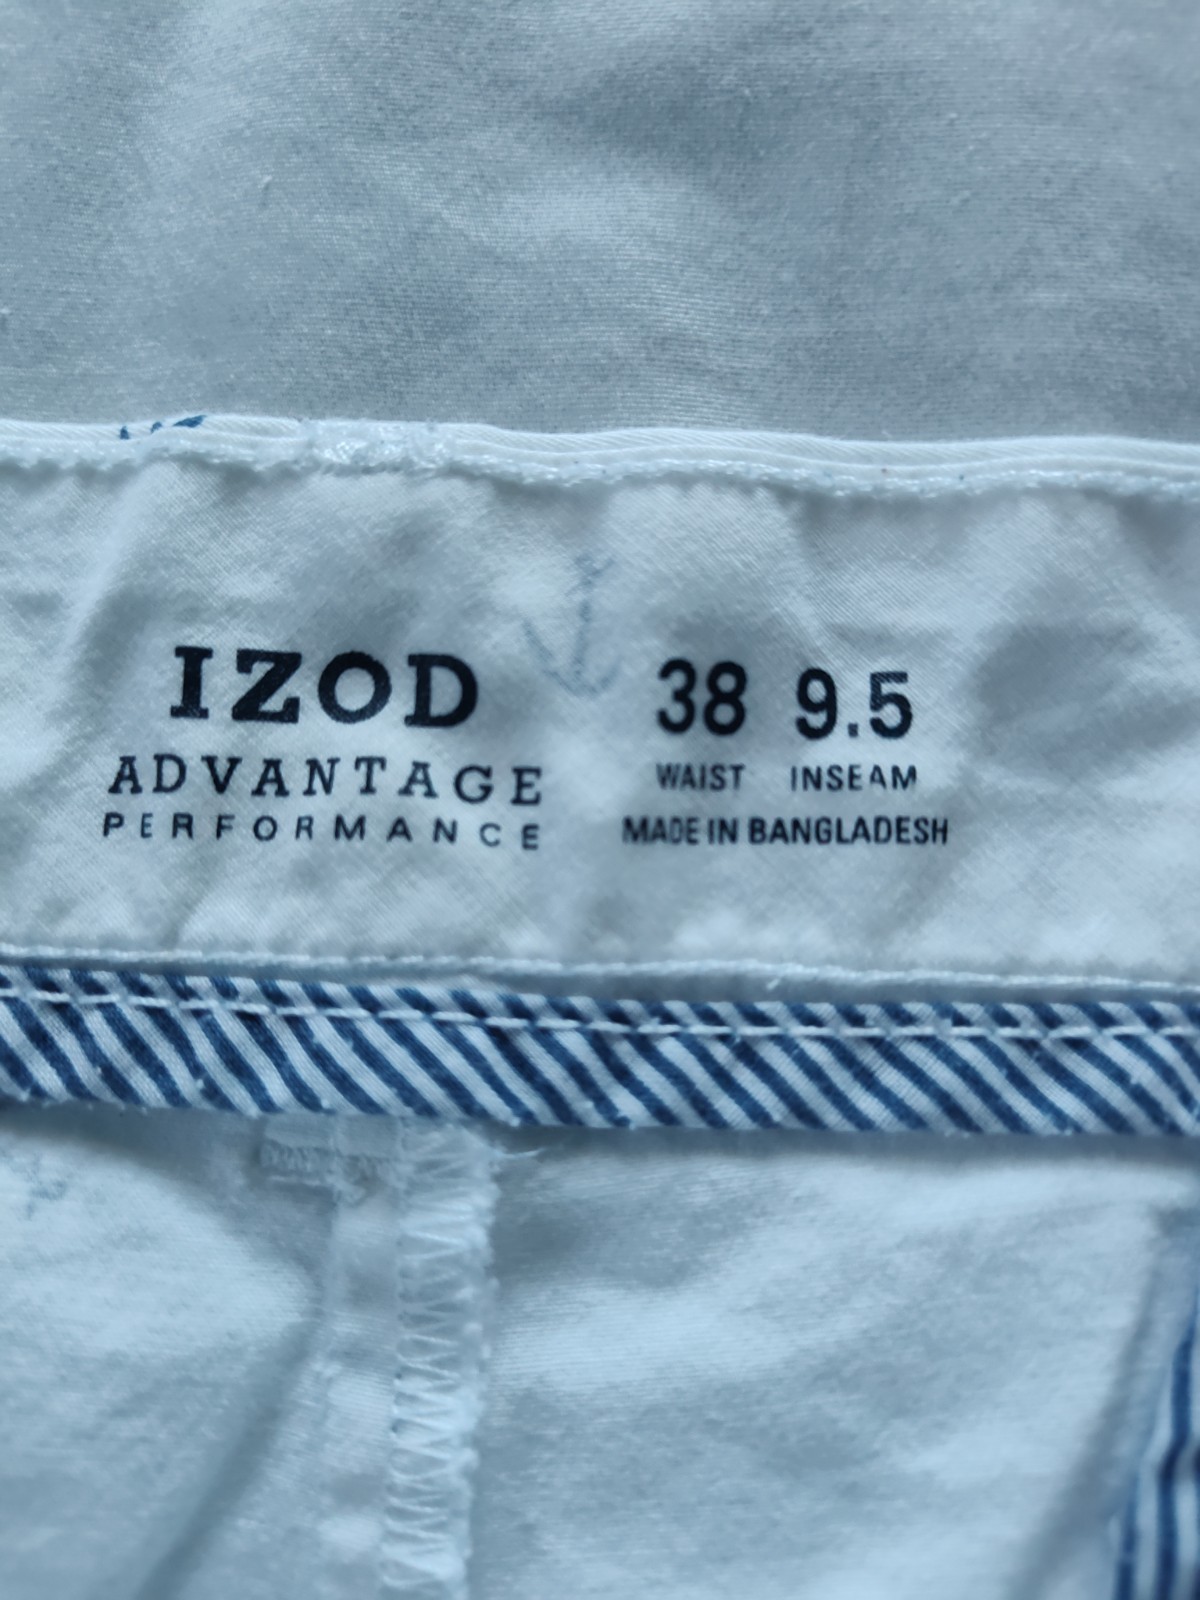 IZOD
ADVANTAGE
PERFORMANCE
38 9.5
WAIST INSEAM
MADE IN BANGLADESH